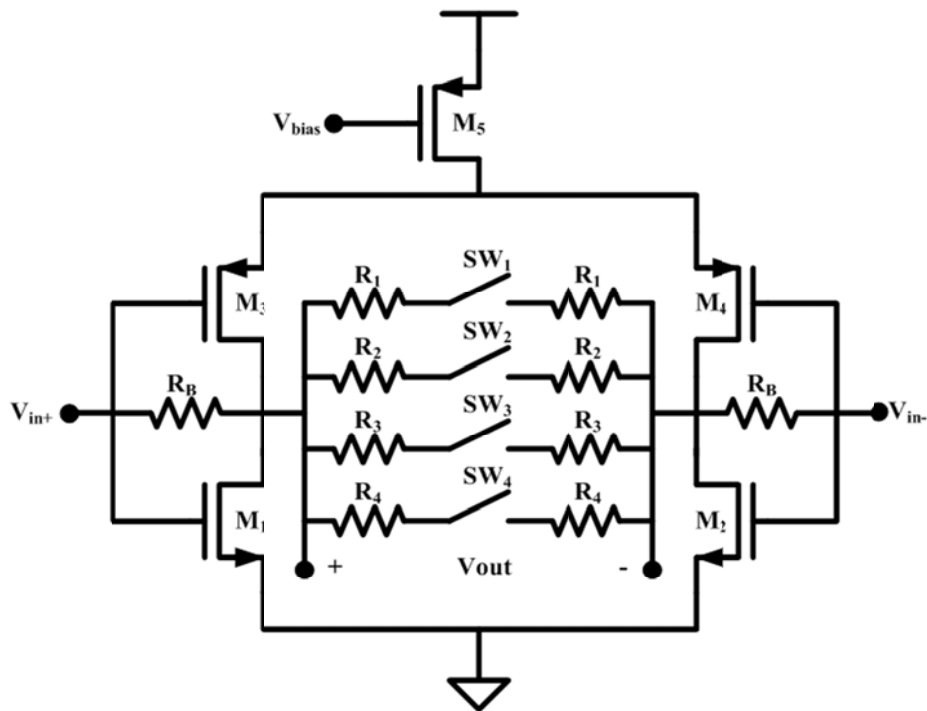 Vbias
M5
SW1
R1
R1
M3
M4
SW2
R2
R2
RB
RB
Vin+
Vin-
SW3
R3
R3
SW4
R4
R4
M1
M2
+
Vout
-